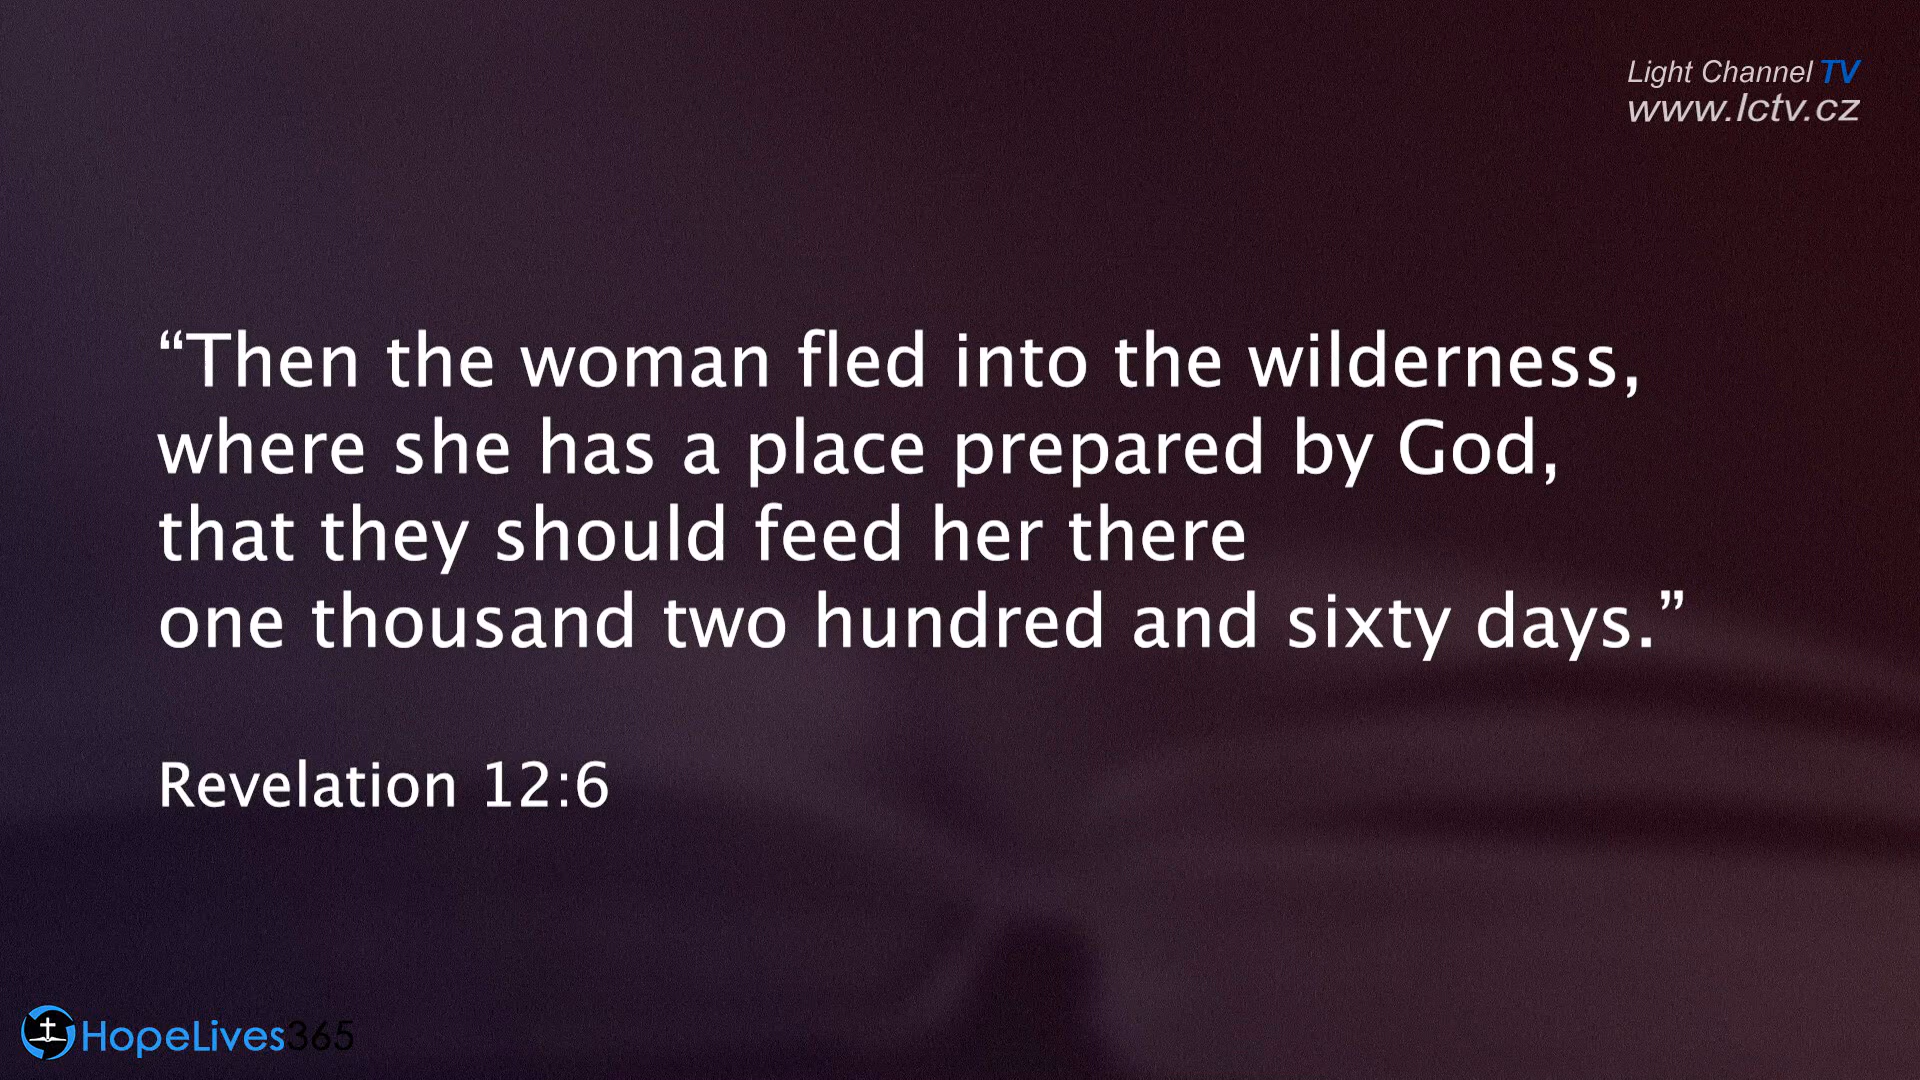 Light Channel TV
www.lctv.cz
“Then the woman fled into the wilderness,
where she has a place prepared by God,
that they should feed her there
one thousand two hundred and sixty days.”
Revelation 12:6
HopeLives365